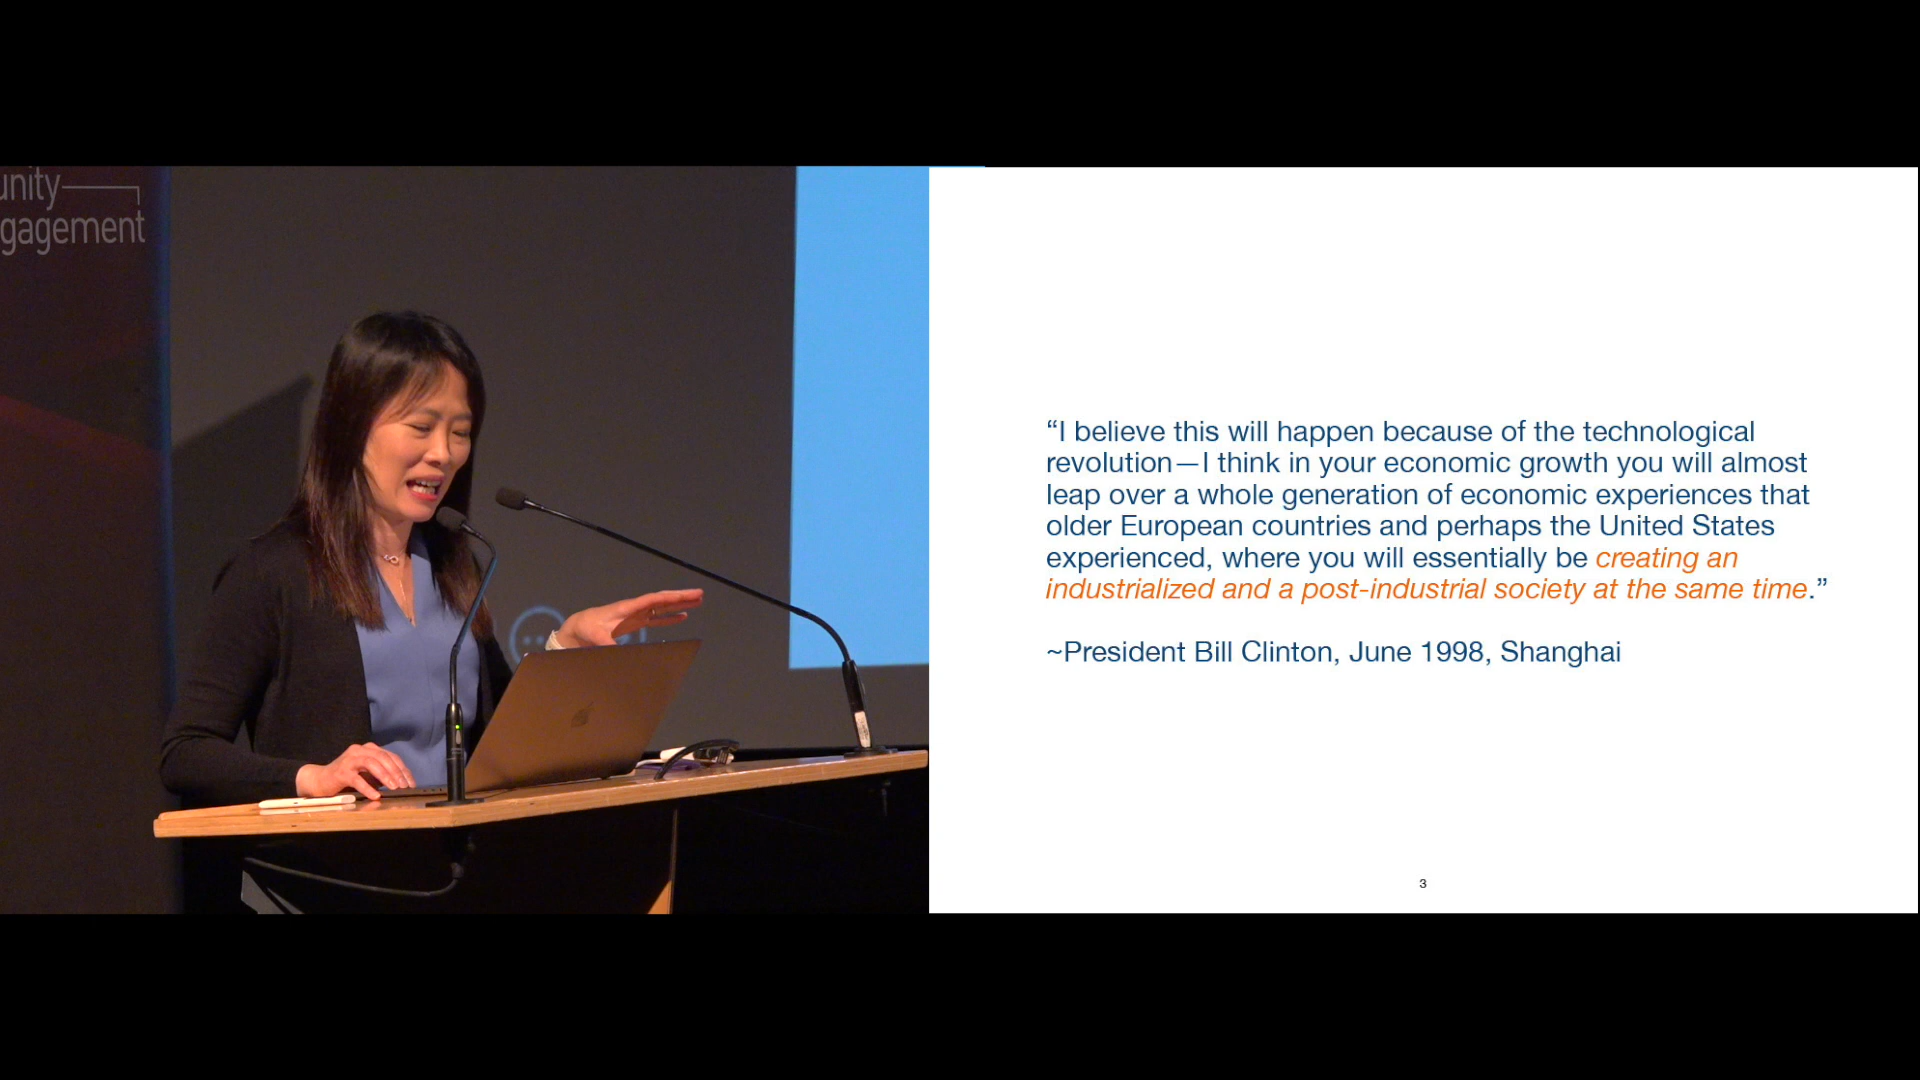 unity
gagement
“I believe this will happen because of the technological
revolution—I think in your economic growth you will almost
leap over a whole generation of economic experiences that
older European countries and perhaps the United States
experienced, where you will essentially be creating an
industrialized and a post-industrial society at the same time.”
~President Bill Clinton, June 1998, Shanghai
3